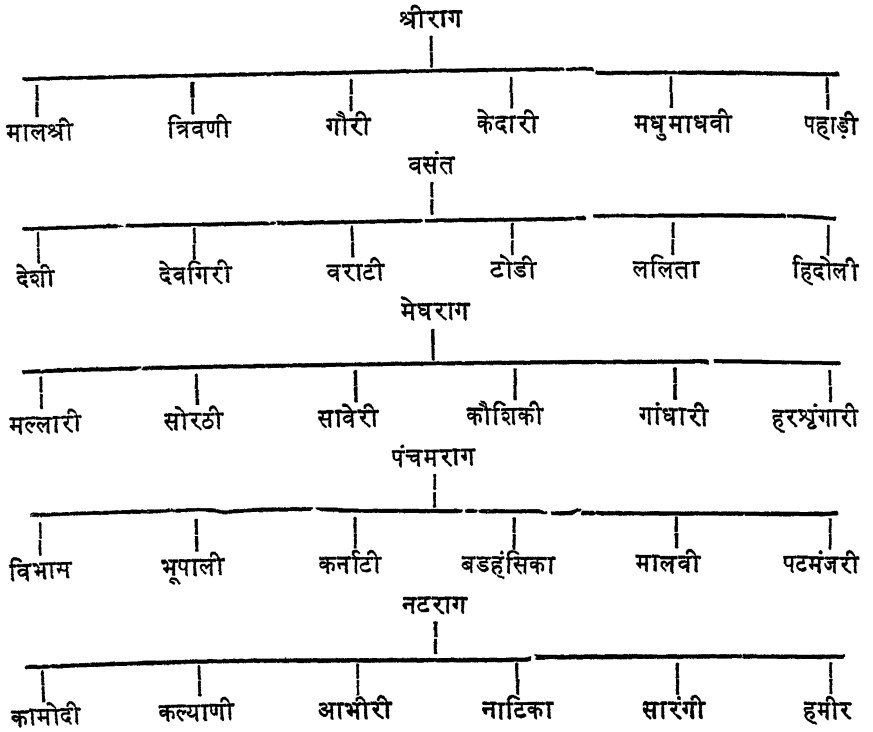 श्रीराग
मालश्री त्रिवणी गौरी केदारी मधुमाधवी पहाड़ी
वसंत
देशी देवगिरी वराटी टोडी ललिता हिदोली
मेघराग
मल्लारी सोरठी सावेरी कौशिकी गांधारी हरशृंगारी
पंचमराग
विभाम भूपाली कर्नाटी बडहंसिका मालवी पटमंजरी
नटराग
कामोदी कल्याणी आभीरी नाटिका सारंगी हमीर